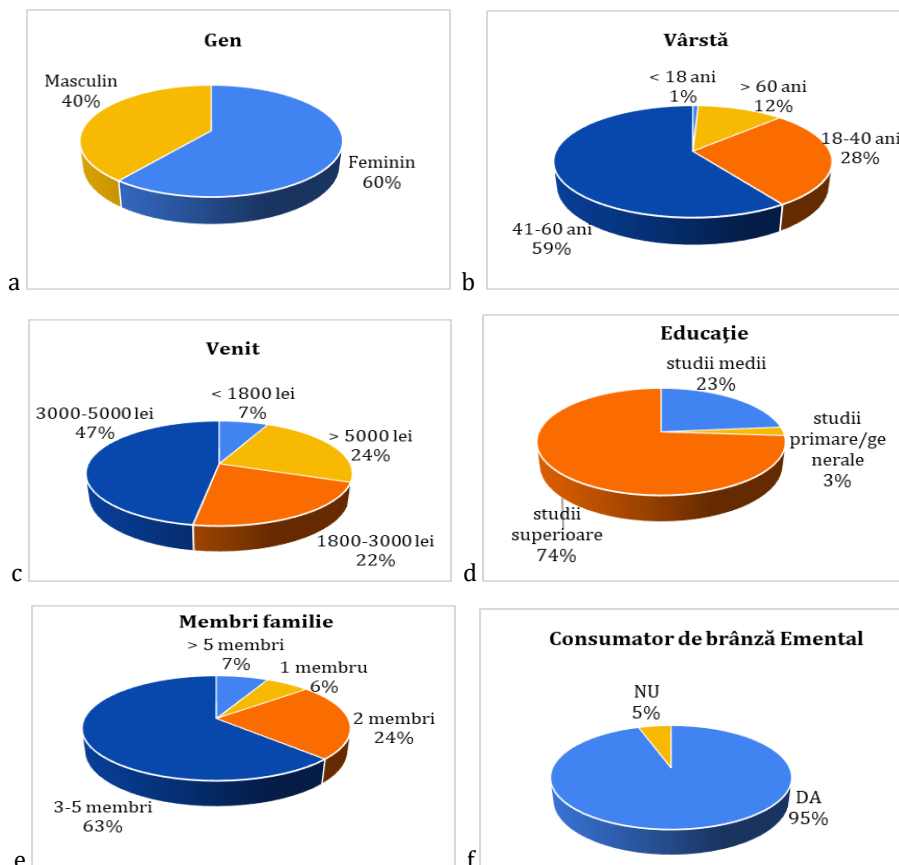 Gen
Masculin
40%
Feminin
60%
a
Vârstă
< 18 ani
1%
> 60 ani
12%
18-40 ani
28%
41-60 ani
59%
b
Venit
< 1800 lei
7%
3000-5000 lei
47%
> 5000 lei
24%
1800-3000 lei
22%
c
Educaţie
studii medii
23%
studii
primare/ge
nerale
3%
studii
superioare
74%
d
Membri familie
> 5 membri
7%
1 membru
6%
2 membri
24%
3-5 membri
63%
e
Consumator de brânză Emental
NU
5%
DA
95%
f